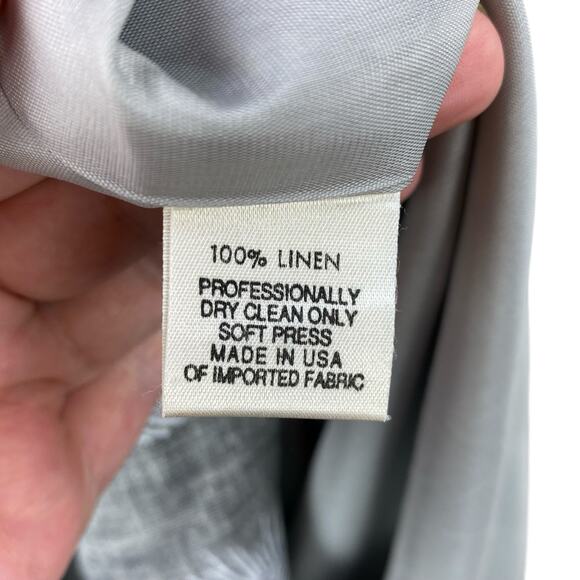 100% LINEN
PROFESSIONALLY
DRY CLEAN ONLY
SOFT PRESS
MADE IN USA
OF IMPORTED FABRIC